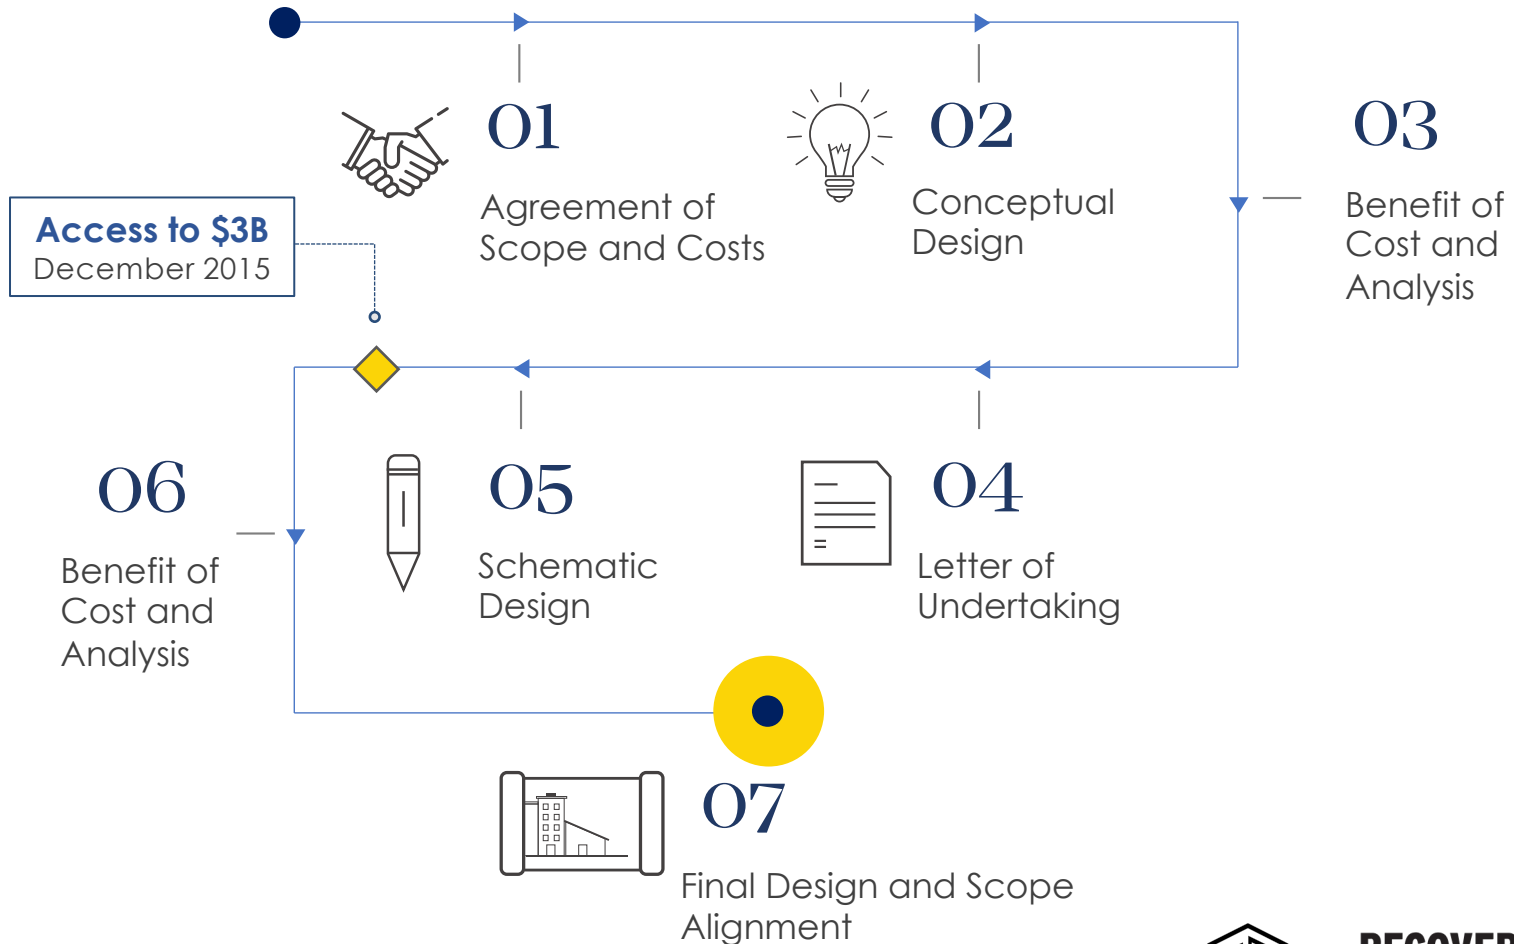 01
Agreement of
Scope and Costs
02
Conceptual
Design
03
Benefit of
Cost and
Analysis
Access to $3B
December 2015
04
Letter of
Undertaking
05
Schematic
Design
06
Benefit of
Cost and
Analysis
07
Final Design and Scope
Alignment